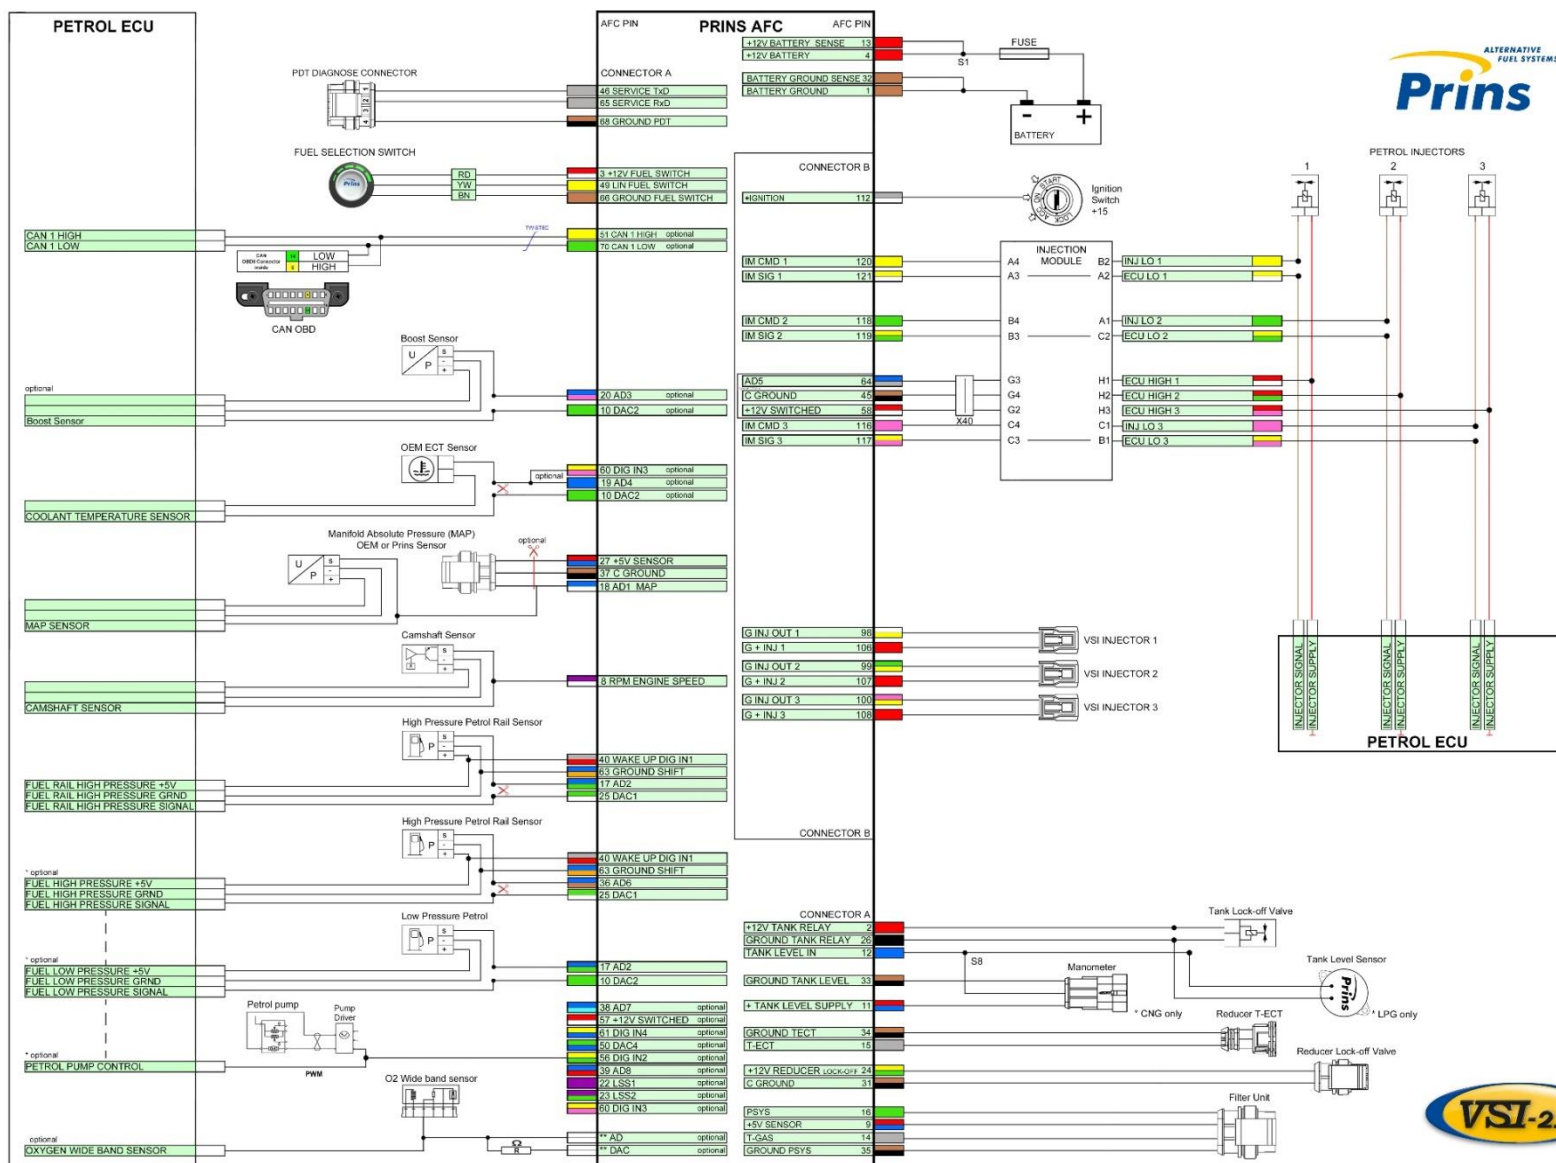 PETROL ECU
CAN 1 HIGH
CAN 1 LOW
optional
Boost Sensor
COOLANT TEMPERATURE SENSOR
MAP SENSOR
CAMSHAFT SENSOR
FUEL RAIL HIGH PRESSURE +5V
FUEL RAIL HIGH PRESSURE GRND
FUEL RAIL HIGH PRESSURE SIGNAL
* optional
FUEL HIGH PRESSURE +5V
FUEL HIGH PRESSURE GRND
FUEL HIGH PRESSURE SIGNAL
* optional
FUEL LOW PRESSURE +5V
FUEL LOW PRESSURE GRND
FUEL LOW PRESSURE SIGNAL
* optional
PETROL PUMP CONTROL
optional
OXYGEN WIDE BAND SENSOR
PDT DIAGNOSE CONNECTOR
1
2
3
4
FUEL SELECTION SWITCH
Prins
RD
YW
BN
TWISTED
CAN
OBDII Connector
inside
LOW
HIGH
CAN OBD
Boost Sensor
U
P
S
-
+
OEM ECT Sensor
optional
Manifold Absolute Pressure (MAP)
OEM or Prins Sensor
optional
U
P
S
-
+
Camshaft Sensor
S
-
+
High Pressure Petrol Rail Sensor
P
S
-
+
High Pressure Petrol Rail Sensor
P
S
-
+
Low Pressure Petrol
P
S
-
+
Petrol pump
Pump
Driver
PWM
O2 Wide band sensor
Ω
R
AFC PIN
PRINS AFC
AFC PIN
CONNECTOR A
46 SERVICE TxD
65 SERVICE RxD
68 GROUND PDT
3 +12V FUEL SWITCH
49 LIN FUEL SWITCH
66 GROUND FUEL SWITCH
51 CAN 1 HIGH optional
70 CAN 1 LOW optional
20 AD3 optional
10 DAC2 optional
60 DIG IN3 optional
19 AD4 optional
10 DAC2 optional
27 +5V SENSOR
37 C GROUND
18 AD1 MAP
8 RPM ENGINE SPEED
40 WAKE UP DIG IN1
63 GROUND SHIFT
17 AD2
25 DAC1
40 WAKE UP DIG IN1
63 GROUND SHIFT
36 AD6
25 DAC1
17 AD2
10 DAC2
38 AD7 optional
57 +12V SWITCHED optional
61 DIG IN4 optional
50 DAC4 optional
56 DIG IN2 optional
39 AD8 optional
22 LSS1 optional
23 LSS2 optional
60 DIG IN3 optional
** AD optional
** DAC optional
+12V BATTERY SENSE 13
+12V BATTERY 4
BATTERY GROUND SENSE 32
BATTERY GROUND 1
S1
FUSE
- +
BATTERY
CONNECTOR B
+IGNITION 112
LOCK ACC NO START
Ignition
Switch
+15
IM CMD 1 120
IM SIG 1 121
IM CMD 2 118
IM SIG 2 119
AD5 64
C GROUND 45
+12V SWITCHED 58
IM CMD 3 116
IM SIG 3 117
X40
INJECTION
MODULE
A4 B2 INJ LO 1
A3 A2 ECU LO 1
B4 A1 INJ LO 2
B3 C2 ECU LO 2
G3 H1 ECU HIGH 1
G4 H2 ECU HIGH 2
G2 H3 ECU HIGH 3
C4 C1 INJ LO 3
C3 B1 ECU LO 3
G INJ OUT 1 98
G + INJ 1 106
VSI INJECTOR 1
G INJ OUT 2 99
G + INJ 2 107
VSI INJECTOR 2
G INJ OUT 3 100
G + INJ 3 108
VSI INJECTOR 3
CONNECTOR B
CONNECTOR A
+12V TANK RELAY 2
GROUND TANK RELAY 26
TANK LEVEL IN 12
GROUND TANK LEVEL 33
+ TANK LEVEL SUPPLY 11
GROUND TECT 34
T-ECT 15
+12V REDUCER LOCK-OFF 24
C GROUND 31
PSYS 16
+5V SENSOR 9
T-GAS 14
GROUND PSYS 35
S8
Tank Lock-off Valve
Manometer
* CNG only
Tank Level Sensor
Prins
* LPG only
Reducer T-ECT
Reducer Lock-off Valve
Filter Unit
ALTERNATIVE
FUEL SYSTEMS
Prins
PETROL INJECTORS
1 2 3
INJECTOR SIGNAL
INJECTOR SUPPLY
INJECTOR SIGNAL
INJECTOR SUPPLY
INJECTOR SIGNAL
INJECTOR SUPPLY
PETROL ECU
VSI-2.